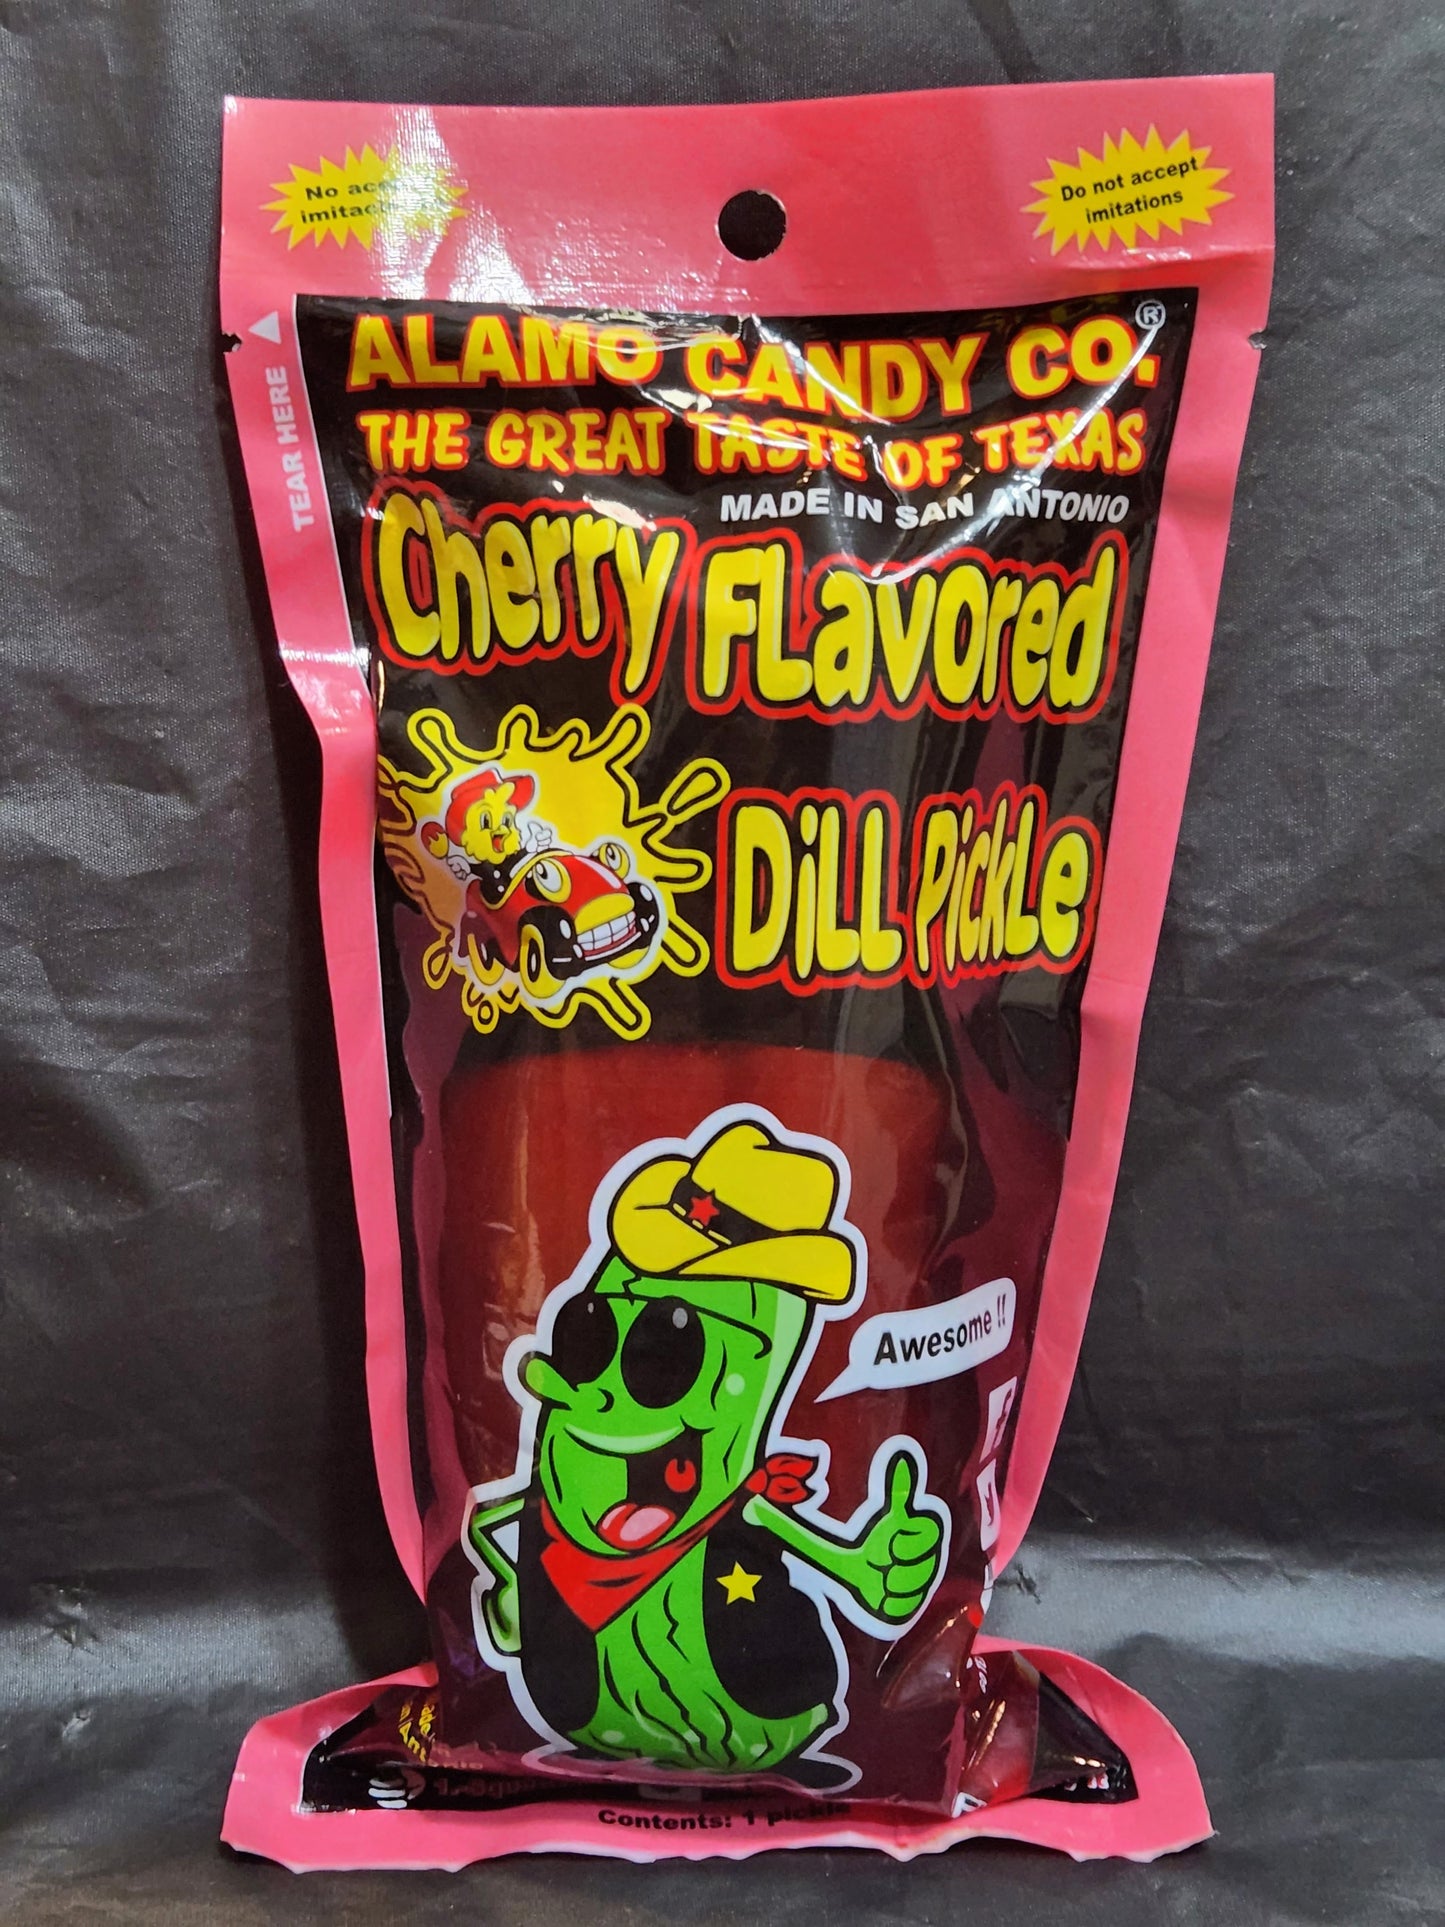 No
Do not accept
imitations
TEAR HERE
ALAMO CANDY CO.®
THE GREAT TASTE OF TEXAS
MADE IN SAN ANTONIO
Cherry FLavored
DiLL PickLe
Awesome !!
Contents: 1 pickle